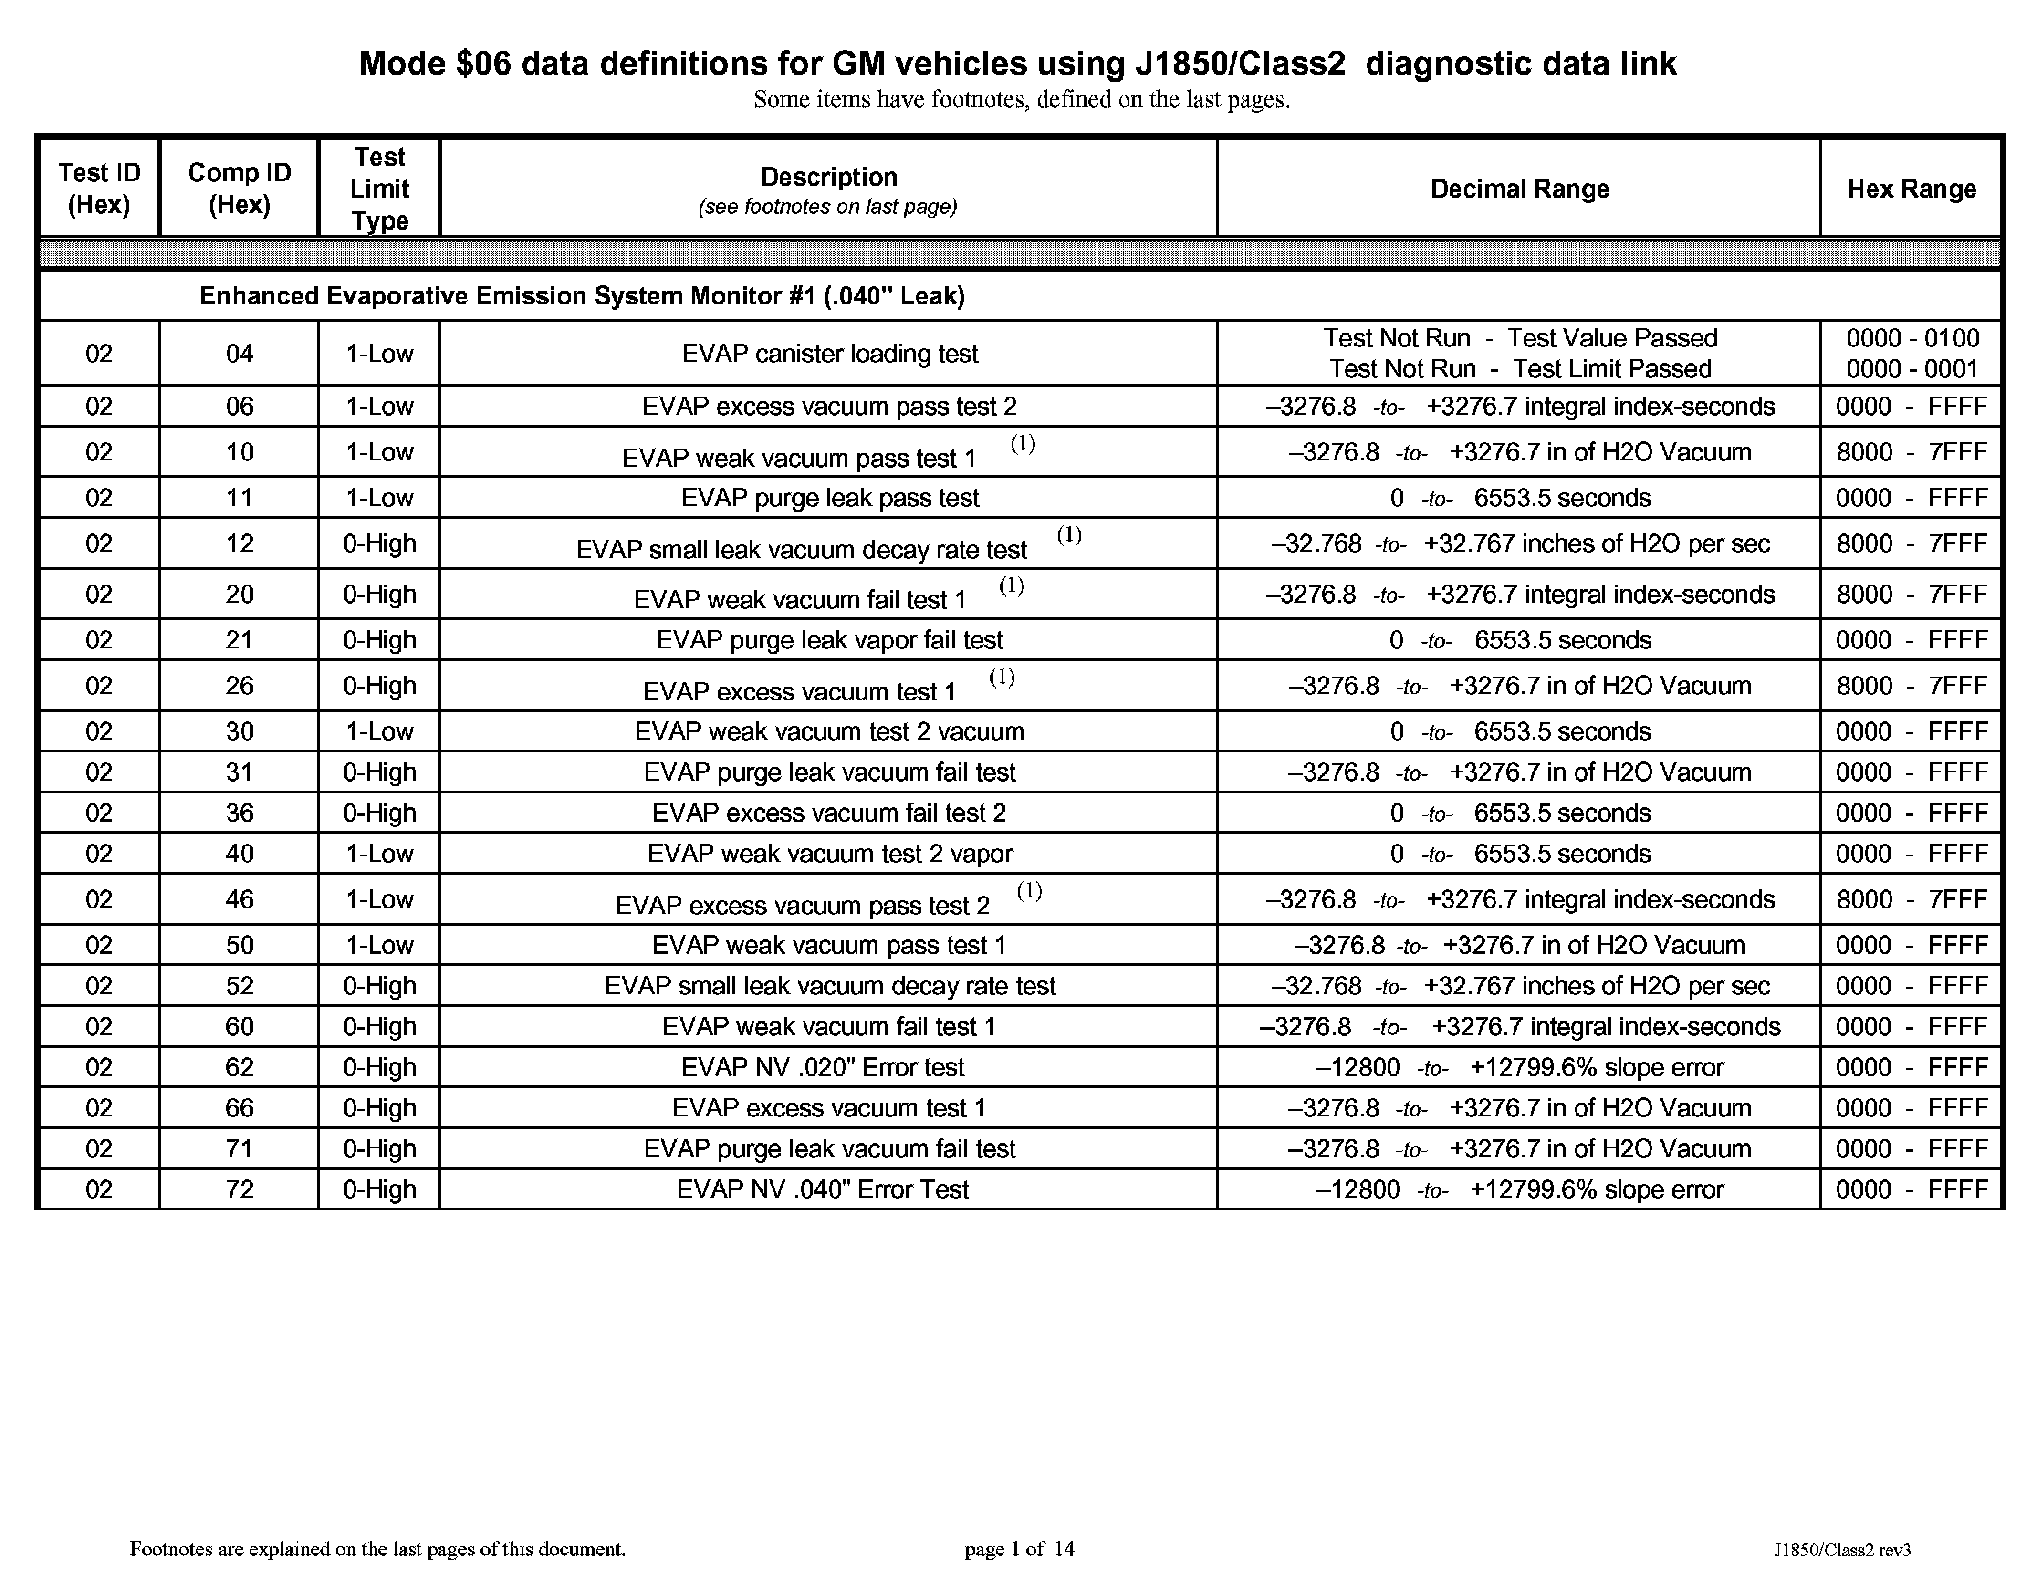 Mode $06 data definitions for GM vehicles using J1850/Class2 diagnostic data link
Some items have footnotes, defined on the last pages.
Test ID (Hex) Comp ID (Hex) Test Limit Type Description (see footnotes on last page) Decimal Range Hex Range
Enhanced Evaporative Emission System Monitor #1 (.040" Leak)
02 04 1-Low EVAP canister loading test Test Not Run - Test Value Passed 0000 - 0100
Test Not Run - Test Limit Passed 0000 - 0001
02 06 1-Low EVAP excess vacuum pass test 2 –3276.8 -to- +3276.7 integral index-seconds 0000 - FFFF
02 10 1-Low EVAP weak vacuum pass test 1 (1) –3276.8 -to- +3276.7 in of H2O Vacuum 8000 - 7FFF
02 11 1-Low EVAP purge leak pass test 0 -to- 6553.5 seconds 0000 - FFFF
02 12 0-High EVAP small leak vacuum decay rate test (1) –32.768 -to- +32.767 inches of H2O per sec 8000 - 7FFF
02 20 0-High EVAP weak vacuum fail test 1 (1) –3276.8 -to- +3276.7 integral index-seconds 8000 - 7FFF
02 21 0-High EVAP purge leak vapor fail test 0 -to- 6553.5 seconds 0000 - FFFF
02 26 0-High EVAP excess vacuum test 1 (1) –3276.8 -to- +3276.7 in of H2O Vacuum 8000 - 7FFF
02 30 1-Low EVAP weak vacuum test 2 vacuum 0 -to- 6553.5 seconds 0000 - FFFF
02 31 0-High EVAP purge leak vacuum fail test –3276.8 -to- +3276.7 in of H2O Vacuum 0000 - FFFF
02 36 0-High EVAP excess vacuum fail test 2 0 -to- 6553.5 seconds 0000 - FFFF
02 40 1-Low EVAP weak vacuum test 2 vapor 0 -to- 6553.5 seconds 0000 - FFFF
02 46 1-Low EVAP excess vacuum pass test 2 (1) –3276.8 -to- +3276.7 integral index-seconds 8000 - 7FFF
02 50 1-Low EVAP weak vacuum pass test 1 –3276.8 -to- +3276.7 in of H2O Vacuum 0000 - FFFF
02 52 0-High EVAP small leak vacuum decay rate test –32.768 -to- +32.767 inches of H2O per sec 0000 - FFFF
02 60 0-High EVAP weak vacuum fail test 1 –3276.8 -to- +3276.7 integral index-seconds 0000 - FFFF
02 62 0-High EVAP NV .020" Error test –12800 -to- +12799.6% slope error 0000 - FFFF
02 66 0-High EVAP excess vacuum test 1 –3276.8 -to- +3276.7 in of H2O Vacuum 0000 - FFFF
02 71 0-High EVAP purge leak vacuum fail test –3276.8 -to- +3276.7 in of H2O Vacuum 0000 - FFFF
02 72 0-High EVAP NV .040" Error Test –12800 -to- +12799.6% slope error 0000 - FFFF
Footnotes are explained on the last pages of this document. page 1 of 14 J1850/Class2 rev3